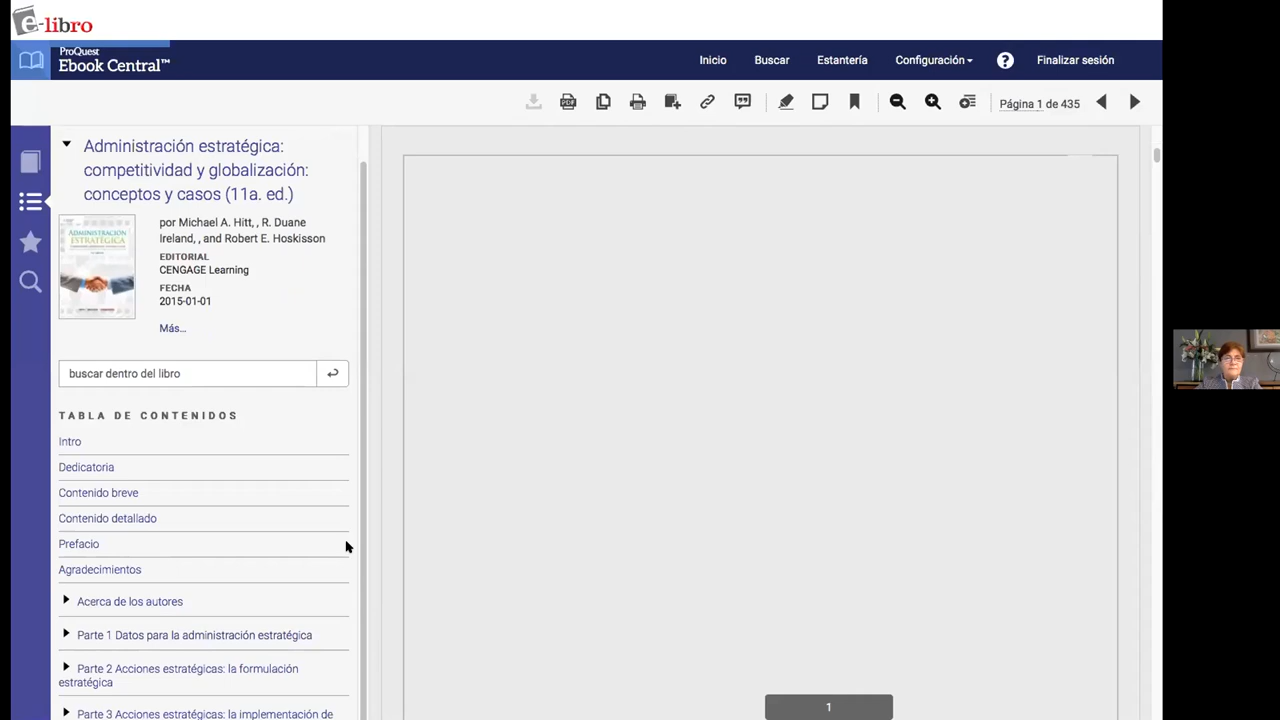 e-libro
ProQuest
Ebook Central™
Inicio
Buscar
Estantería
Configuración
?
Finalizar sesión
PDF
Página 1 de 435
Administración estratégica:
competitividad y globalización:
conceptos y casos (11a. ed.)
ADMINISTRACIÓN
ESTRATÉGICA
por Michael A. Hitt, , R. Duane
Ireland, , and Robert E. Hoskisson
EDITORIAL
CENGAGE Learning
FECHA
2015-01-01
Más...
buscar dentro del libro
TABLA DE CONTENIDOS
Intro
Dedicatoria
Contenido breve
Contenido detallado
Prefacio
Agradecimientos
Acerca de los autores
Parte 1 Datos para la administración estratégica
Parte 2 Acciones estratégicas: la formulación
estratégica
Parte 3 Acciones estratégicas: la implementación de
1